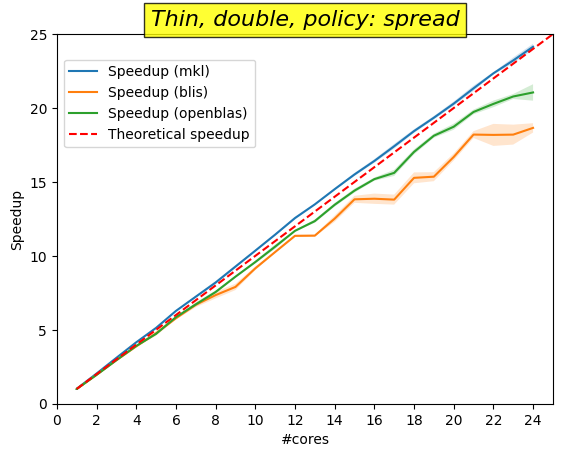 Thin, double, policy: spread
25
20
15
10
5
0
Speedup
Speedup (mkl)
Speedup (blis)
Speedup (openblas)
Theoretical speedup
0 2 4 6 8 10 12 14 16 18 20 22 24
#cores